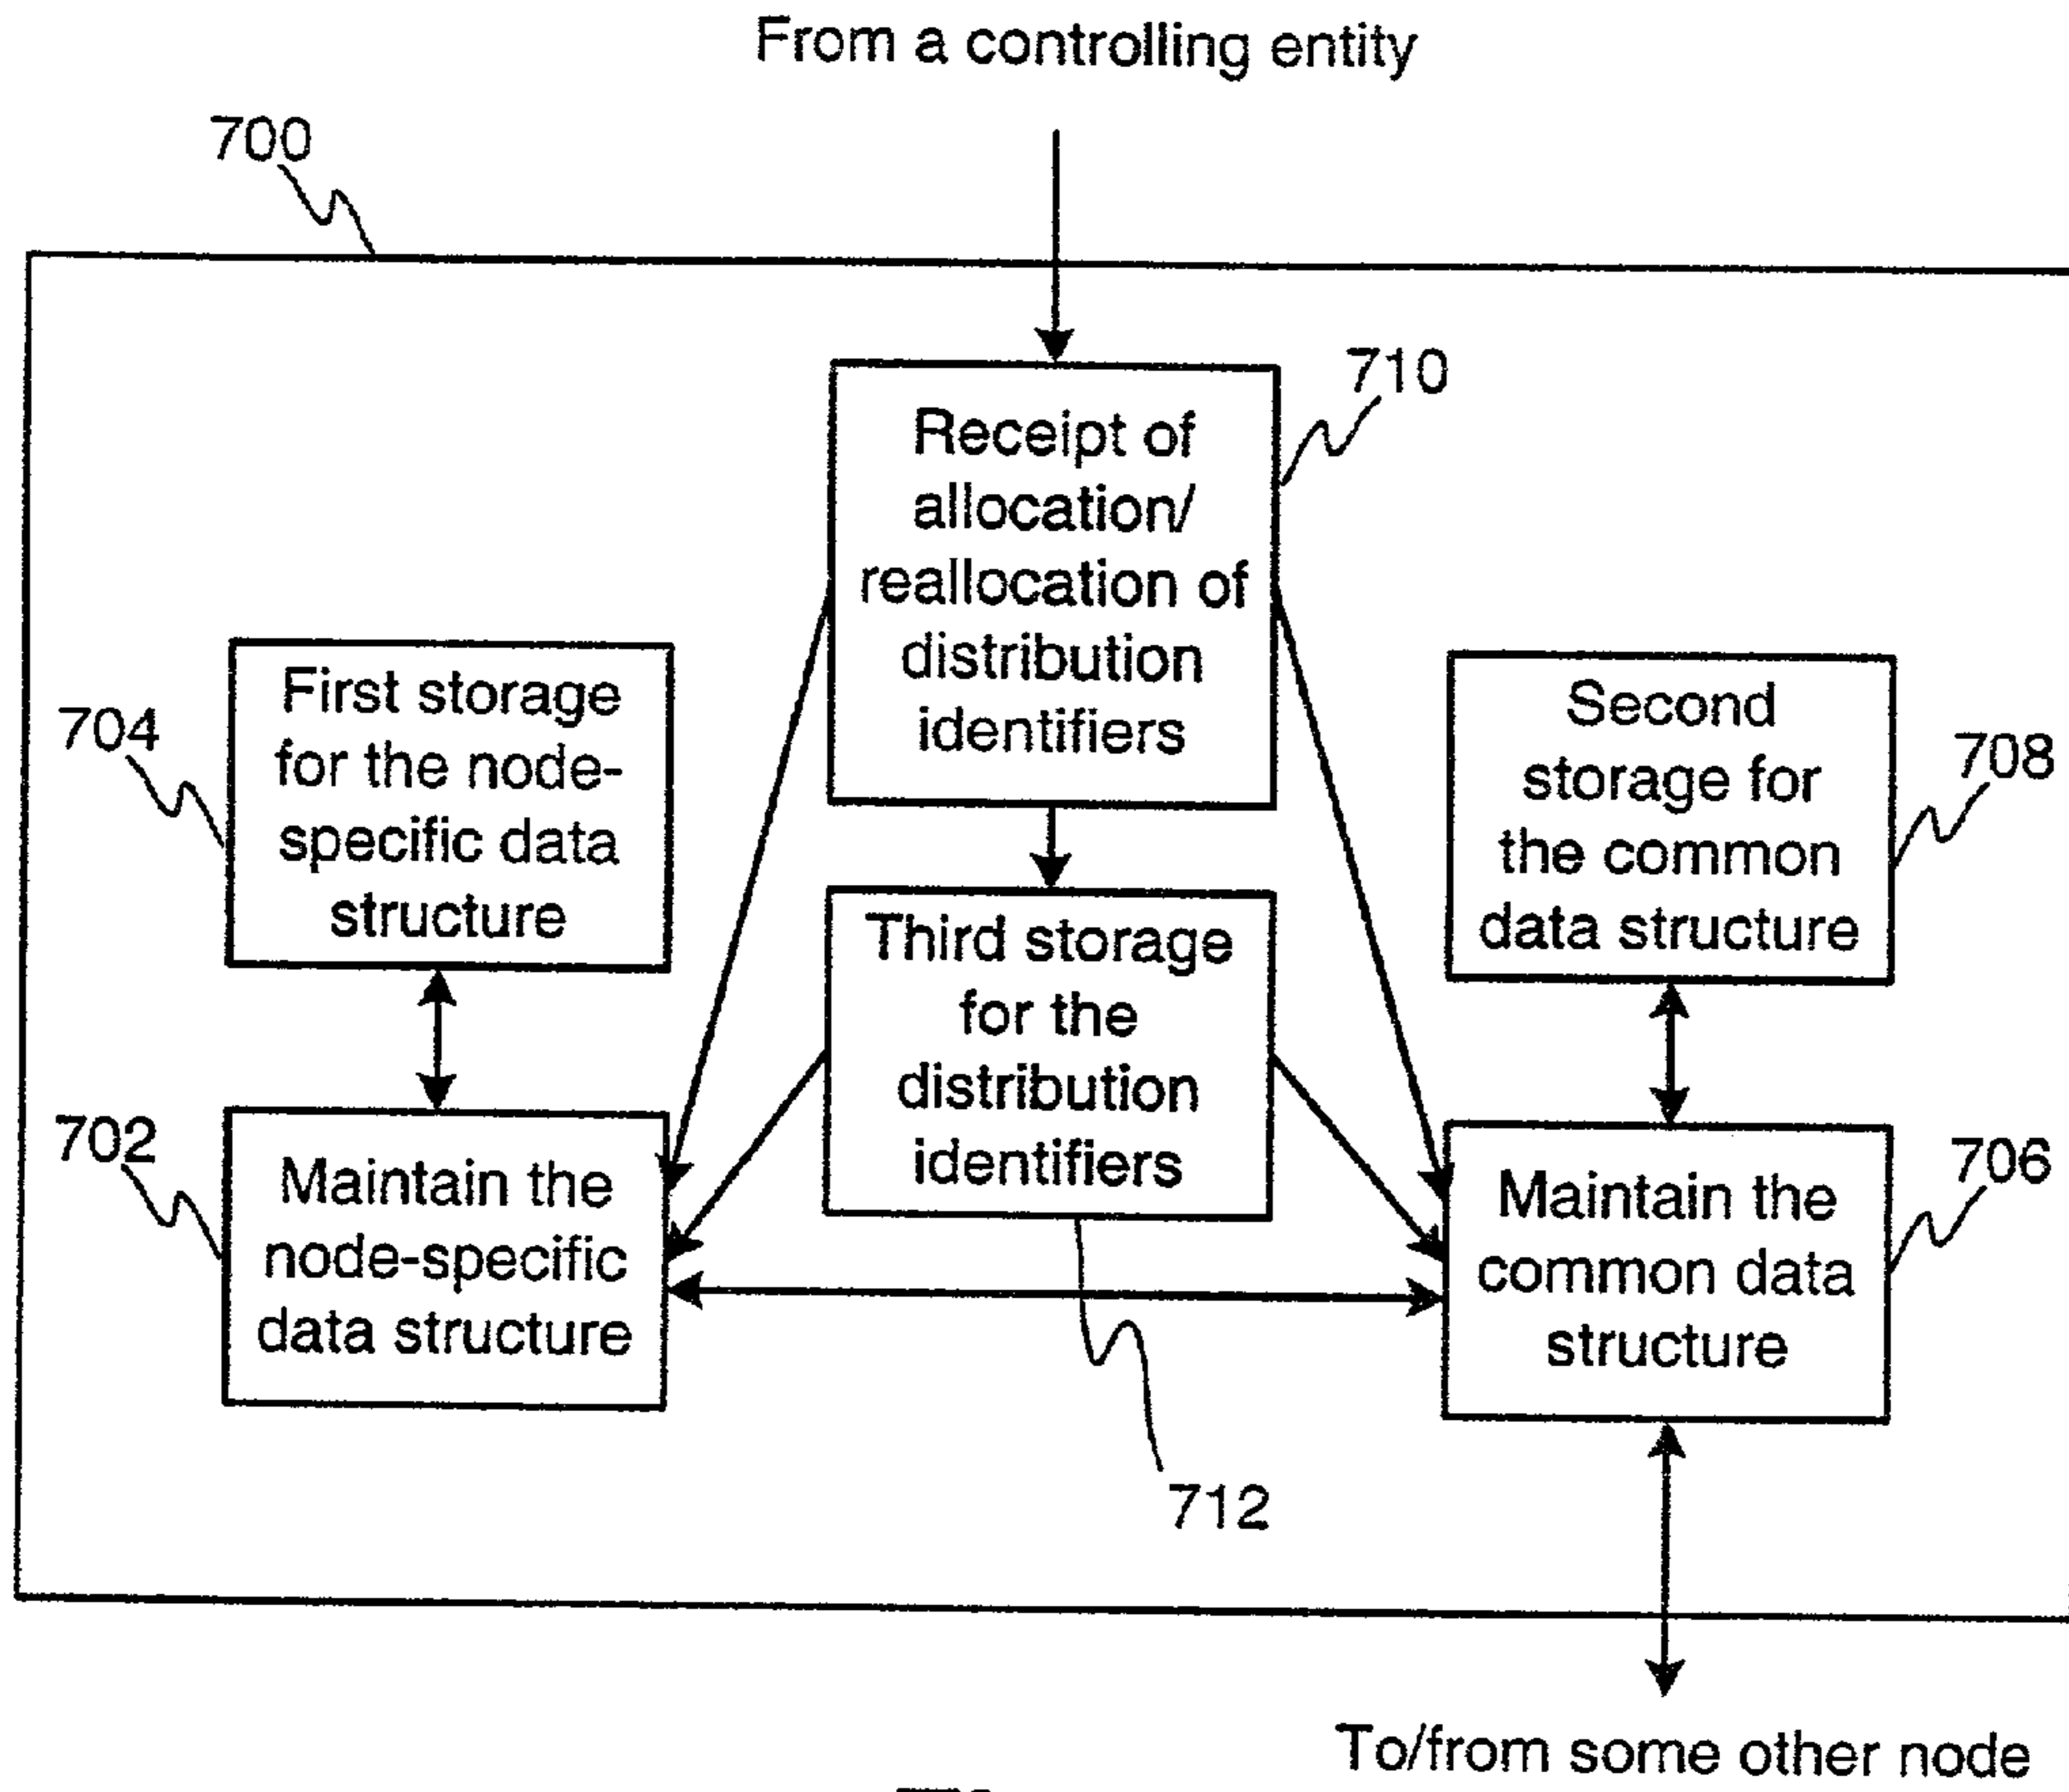 From a controlling entity
700
710
Receipt of
allocation/
reallocation of
distribution
identifiers
704
First storage
for the node-
specific data
structure
Second
storage for
the common
data structure
708
Third storage
for the
distribution
identifiers
702
Maintain the
node-specific
data structure
Maintain the
common data
structure
706
712
To/from some other node